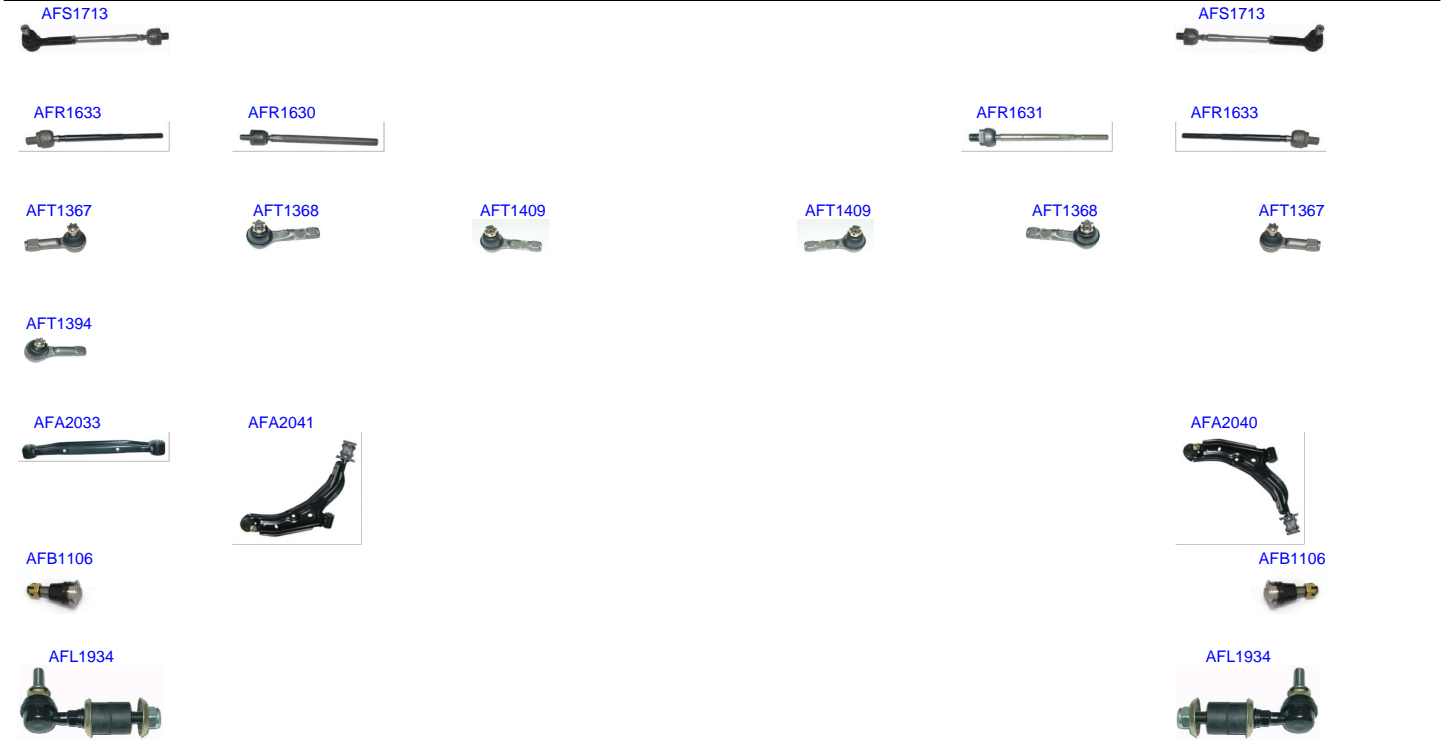 AFS1713 AFS1713
AFR1633 AFR1630 AFR1631 AFR1633
AFT1367 AFT1368 AFT1409 AFT1409 AFT1368 AFT1367
AFT1394
AFA2033 AFA2041 AFA2040
AFB1106 AFB1106
AFL1934 AFL1934